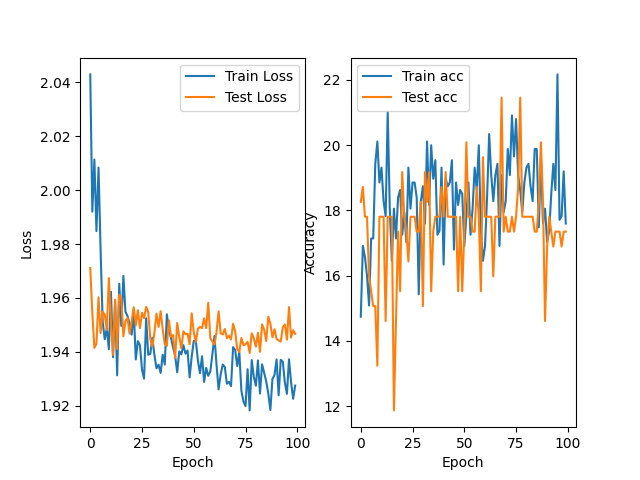 Train Loss
Test Loss
2.04
2.02
2.00
1.98
1.96
1.94
1.92
Loss
0
25
50
75
100
Epoch
Train acc
Test acc
22
20
18
16
14
12
Accuracy
0
25
50
75
100
Epoch